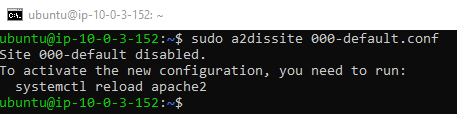 ubuntu@ip-10-0-3-152: ~
ubuntu@ip-10-0-3-152:~$ sudo a2dissite 000-default.conf
Site 000-default disabled.
To activate the new configuration, you need to run:
  systemctl reload apache2
ubuntu@ip-10-0-3-152:~$